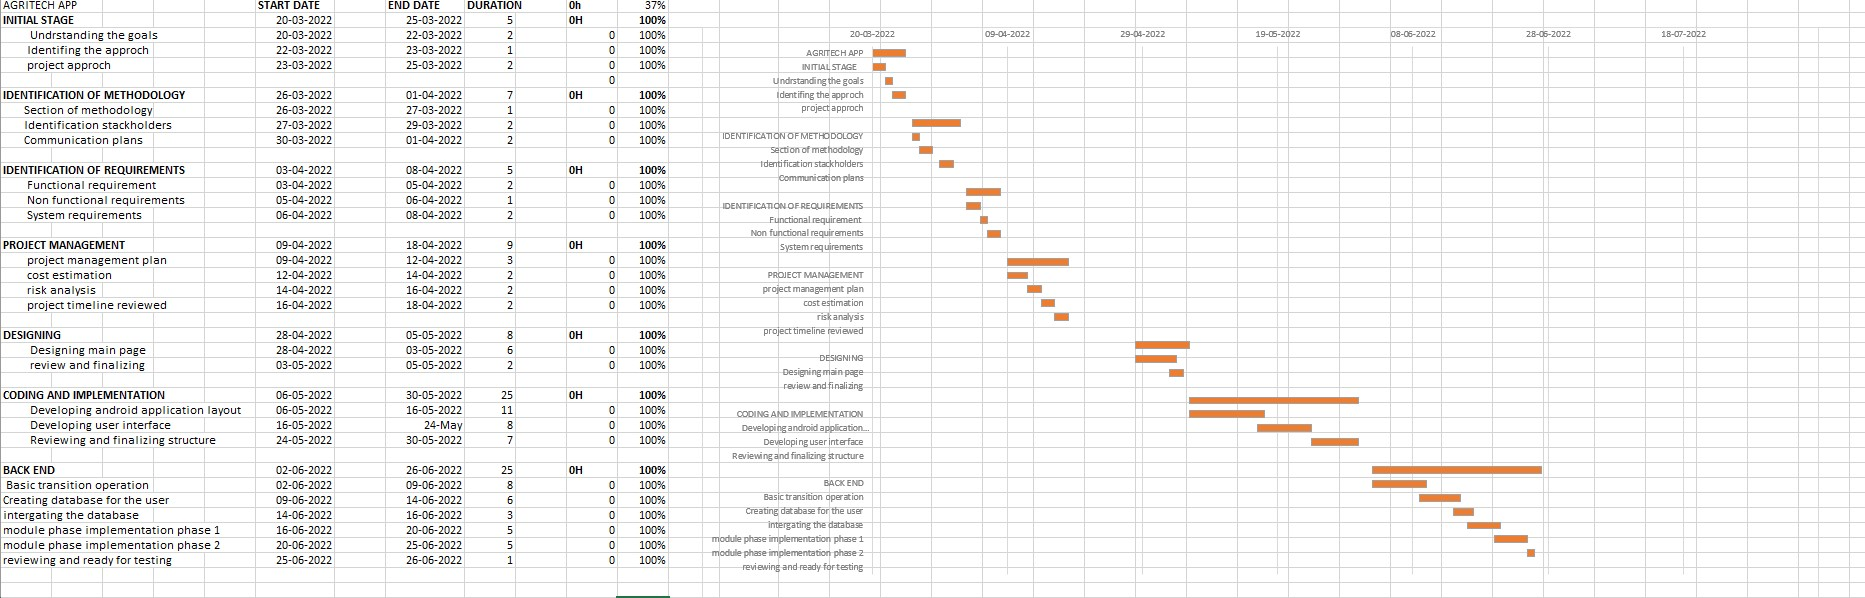 AGRITECH APP START DATE END DATE DURATION 0h 37%
INITIAL STAGE 20-03-2022 25-03-2022 5 0H 100%
Undrstanding the goals 20-03-2022 22-03-2022 2 0 100%
Identifing the approch 22-03-2022 23-03-2022 1 0 100%
project approch 23-03-2022 25-03-2022 2 0 100%
0
IDENTIFICATION OF METHODOLOGY 26-03-2022 01-04-2022 7 0H 100%
Section of methodology 26-03-2022 27-03-2022 1 0 100%
Identification stackholders 27-03-2022 29-03-2022 2 0 100%
Communication plans 30-03-2022 01-04-2022 2 0 100%
IDENTIFICATION OF REQUIREMENTS 03-04-2022 08-04-2022 5 0H 100%
Functional requirement 03-04-2022 05-04-2022 2 0 100%
Non functional requirements 05-04-2022 06-04-2022 1 0 100%
System requirements 06-04-2022 08-04-2022 2 0 100%
PROJECT MANAGEMENT 09-04-2022 18-04-2022 9 0H 100%
project management plan 09-04-2022 12-04-2022 3 0 100%
cost estimation 12-04-2022 14-04-2022 2 0 100%
risk analysis 14-04-2022 16-04-2022 2 0 100%
project timeline reviewed 16-04-2022 18-04-2022 2 0 100%
DESIGNING 28-04-2022 05-05-2022 8 0H 100%
Designing main page 28-04-2022 03-05-2022 6 0 100%
review and finalizing 03-05-2022 05-05-2022 2 0 100%
CODING AND IMPLEMENTATION 06-05-2022 30-05-2022 25 0H 100%
Developing android application layout 06-05-2022 16-05-2022 11 0 100%
Developing user interface 16-05-2022 24-May 8 0 100%
Reviewing and finalizing structure 24-05-2022 30-05-2022 7 0 100%
BACK END 02-06-2022 26-06-2022 25 0H 100%
Basic transition operation 02-06-2022 09-06-2022 8 0 100%
Creating database for the user 09-06-2022 14-06-2022 6 0 100%
intergating the database 14-06-2022 16-06-2022 3 0 100%
module phase implementation phase 1 16-06-2022 20-06-2022 5 0 100%
module phase implementation phase 2 20-06-2022 25-06-2022 5 0 100%
reviewing and ready for testing 25-06-2022 26-06-2022 1 0 100%
20-03-2022 09-04-2022 29-04-2022 19-05-2022 08-06-2022 28-06-2022 18-07-2022
AGRITECH APP
INITIAL STAGE
Undrstanding the goals
Identifing the approch
project approch
IDENTIFICATION OF METHODOLOGY
Section of methodology
Identification stackholders
Communication plans
IDENTIFICATION OF REQUIREMENTS
Functional requirement
Non functional requirements
System requirements
PROJECT MANAGEMENT
project management plan
cost estimation
risk analysis
project timeline reviewed
DESIGNING
Designing main page
review and finalizing
CODING AND IMPLEMENTATION
Developing android application...
Developing user interface
Reviewing and finalizing structure
BACK END
Basic transition operation
Creating database for the user
intergating the database
module phase implementation phase 1
module phase implementation phase 2
reviewing and ready for testing